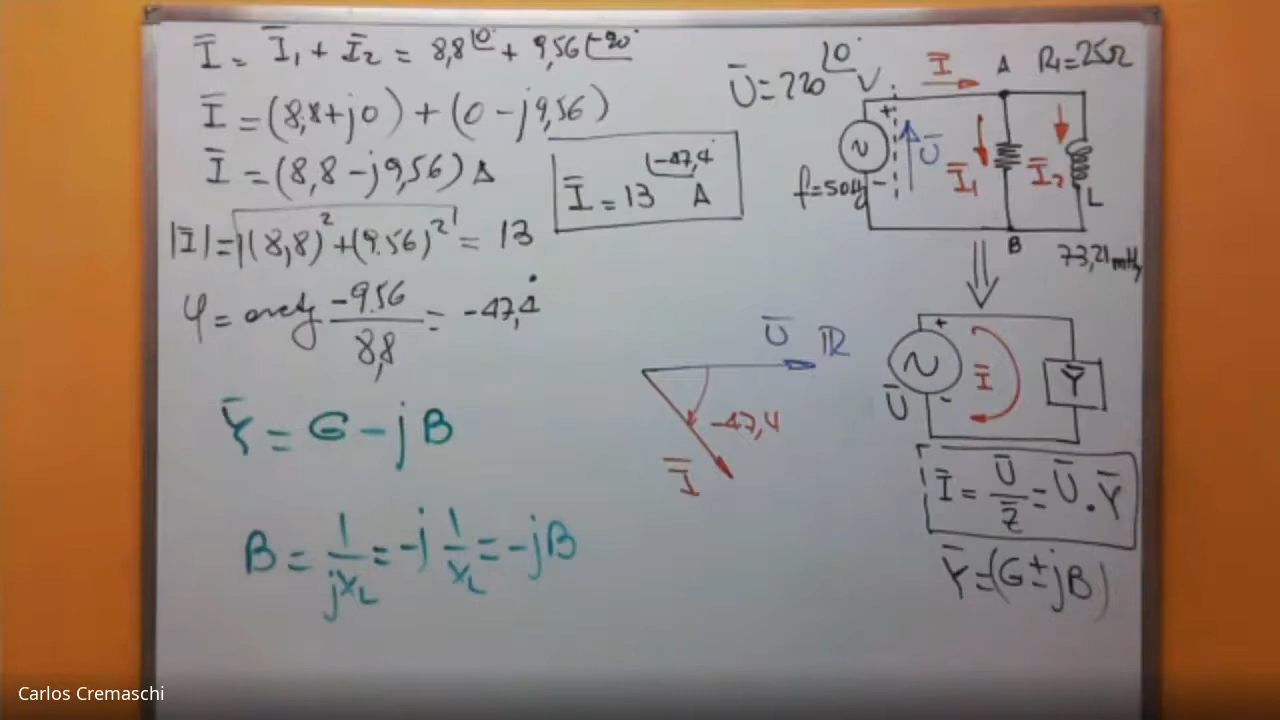 Ī = Ī₁ + Ī₂ = 8,8∠0° + 9,56∠-90°
Ī = (8,8+j0) + (0-j9,56)
Ī = (8,8-j9,56) A
|Ī| = √(8,8)²+(9.56)² = 13
φ = arctg -9.56/8,8 = -47,4°
Ī = 13 ∠-47,4° A
Ȳ = G - jB
B = 1/jXL = -j 1/XL = -jB
Ū
ℝ
-47,4
Ī
Ū = 220 ∠0° V
Ī
A
R₁ = 25Ω
+
~
-
Ū
Ī₁
Ī₂
L
f=50Hz
B
73,21mHy
+
~
-
Ū
Ī
Ȳ
Ī = Ū/Z̄ = Ū . Ȳ
Ȳ = (G ± jB)
Carlos Cremaschi